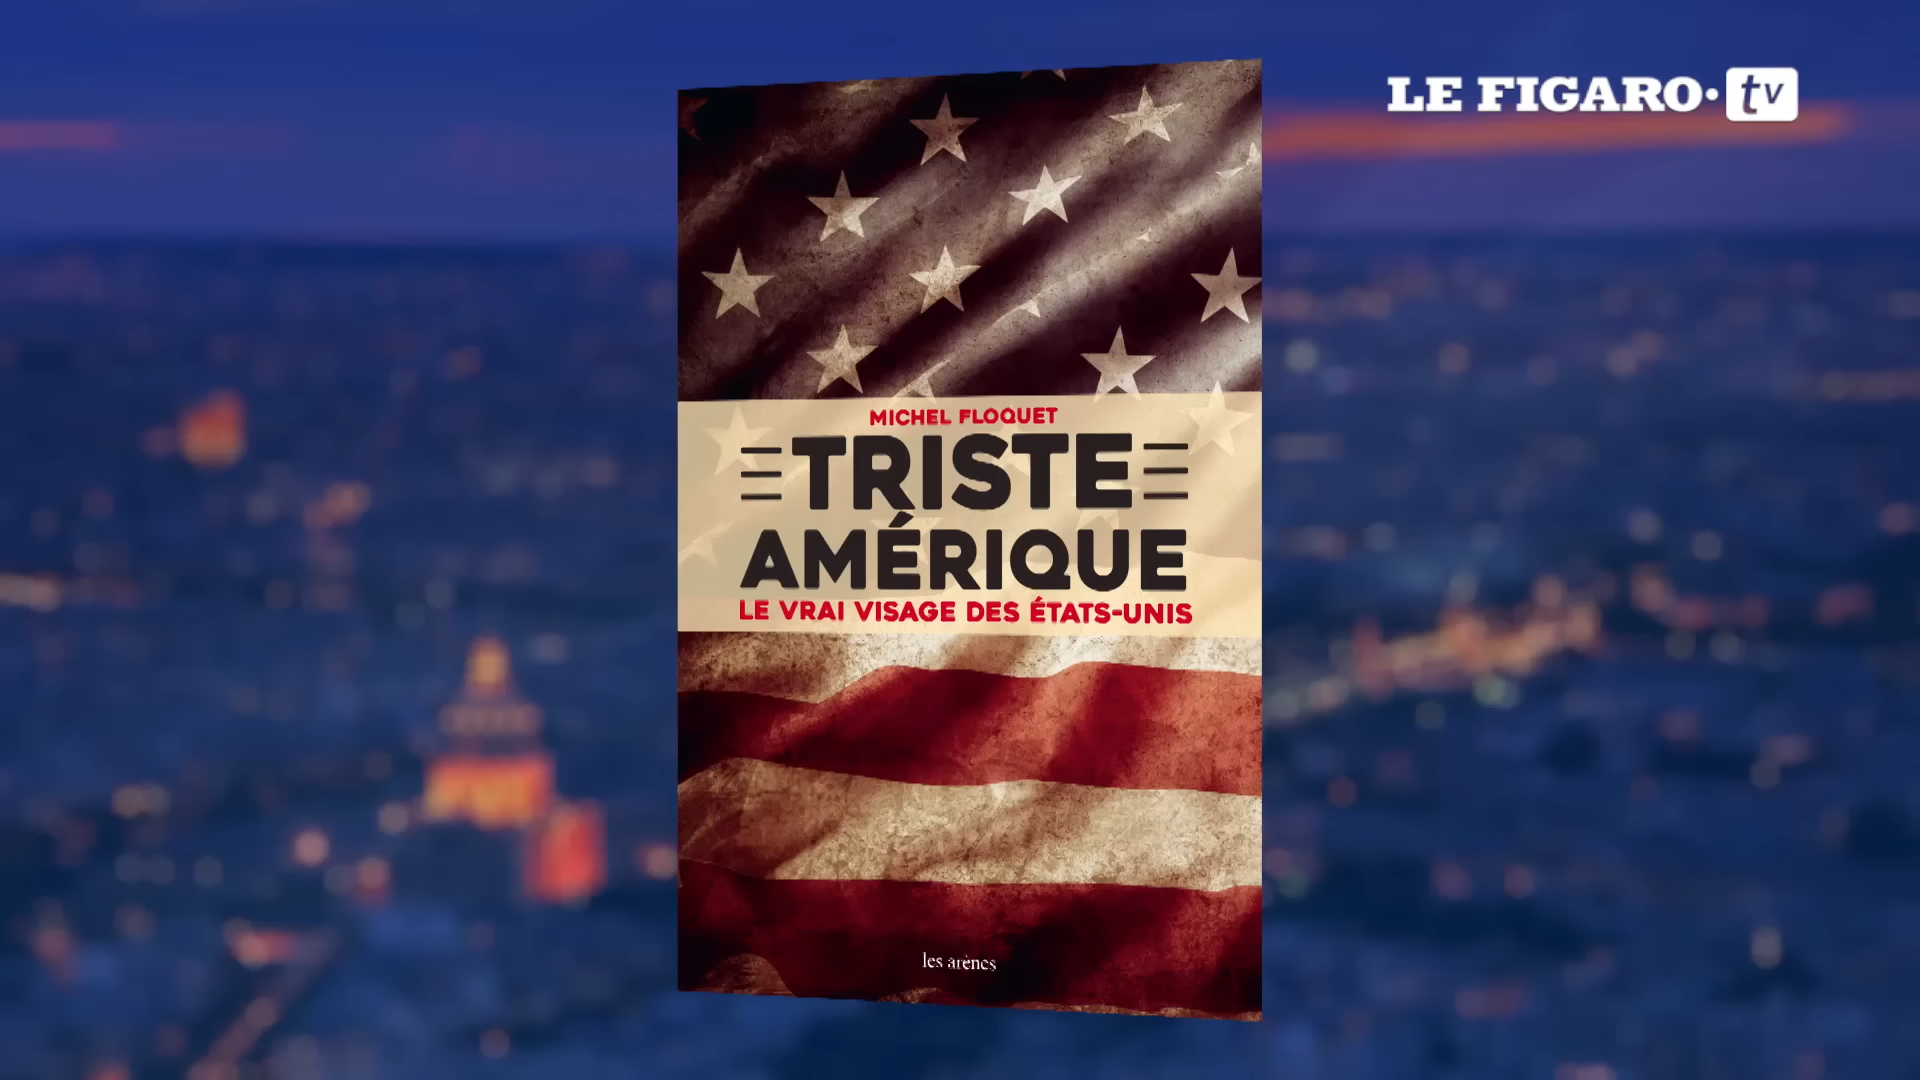 LE FIGARO·tv
MICHEL FLOQUET
TRISTE
AMÉRIQUE
LE VRAI VISAGE DES ÉTATS-UNIS
les arènes